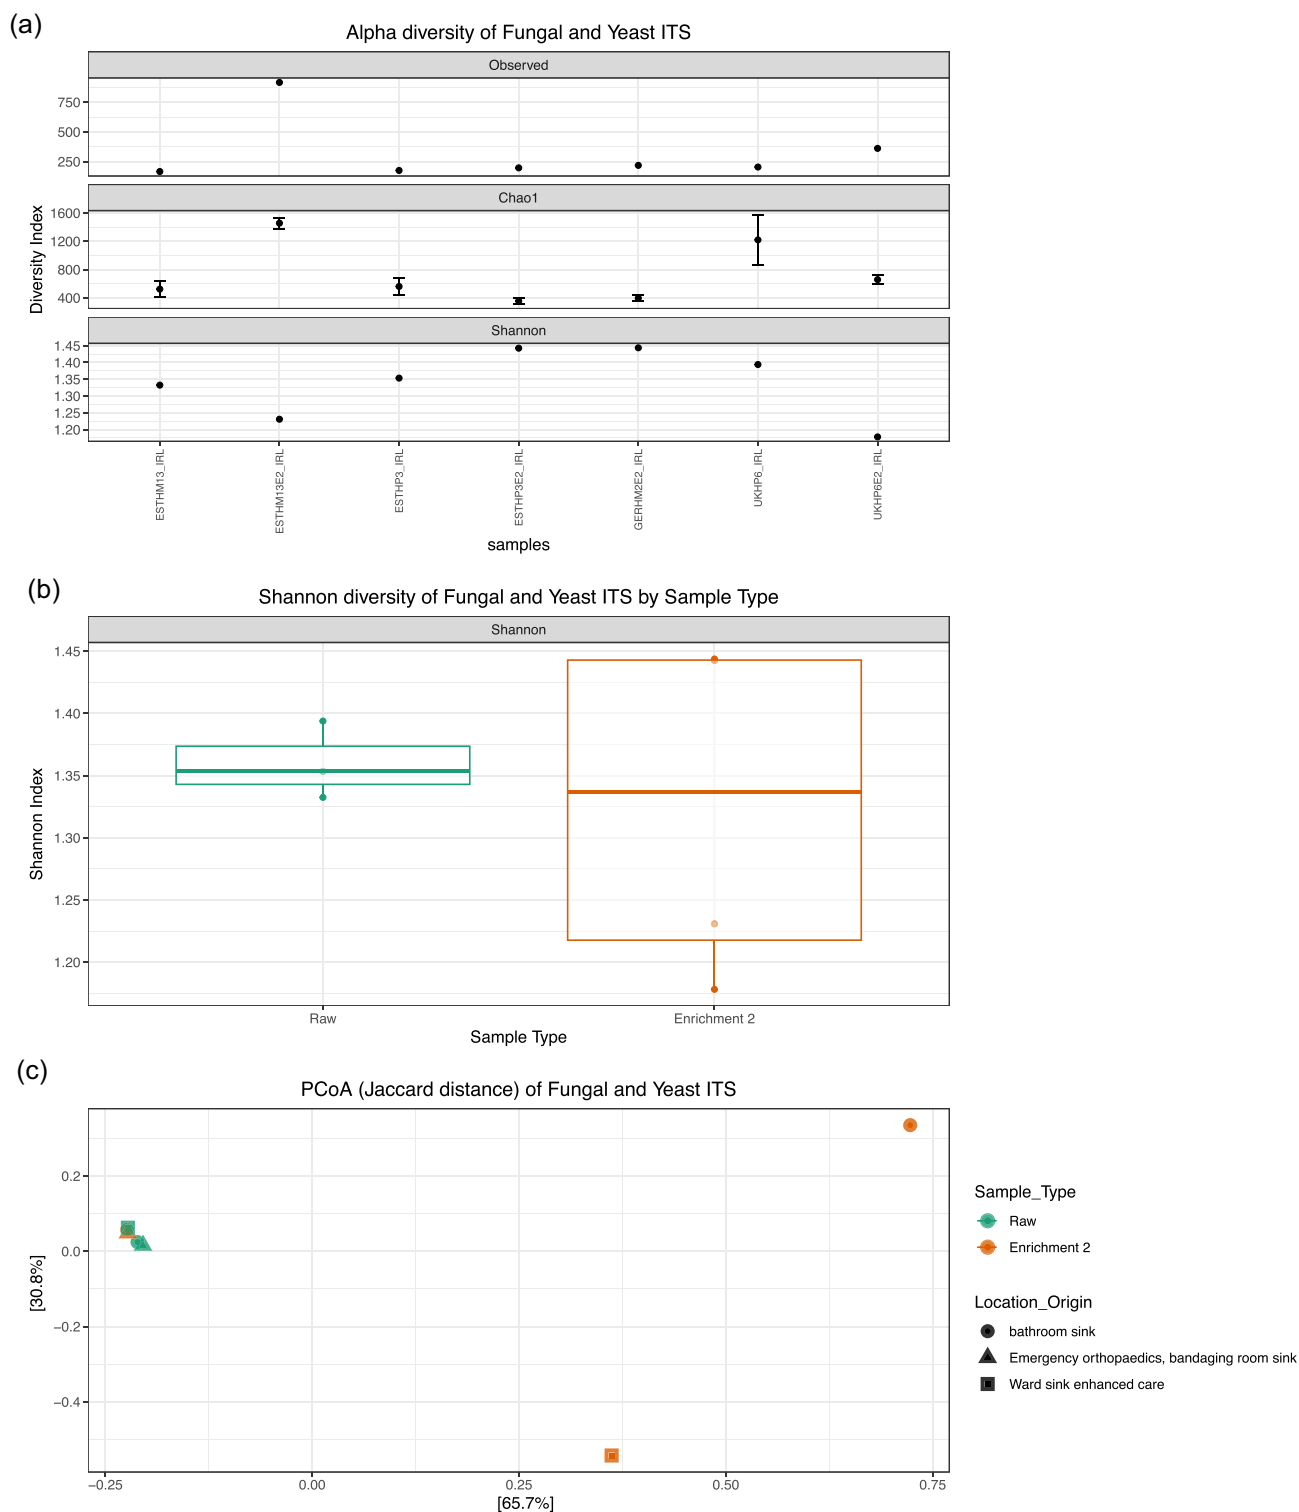 (a)
Alpha diversity of Fungal and Yeast ITS
Observed
750
500
250
Chao1
1600
1200
800
400
Diversity Index
Shannon
1.45
1.40
1.35
1.30
1.25
1.20
ESTHM13_IRL
ESTHM13E2_IRL
ESTHP3_IRL
ESTHP3E2_IRL
GERHM2E2_IRL
UKHP6_IRL
UKHP6E2_IRL
samples
(b)
Shannon diversity of Fungal and Yeast ITS by Sample Type
Shannon
1.45
1.40
1.35
1.30
1.25
1.20
Shannon Index
Raw
Enrichment 2
Sample Type
(c)
PCoA (Jaccard distance) of Fungal and Yeast ITS
0.2
0.0
−0.2
−0.4
[30.8%]
−0.25
0.00
0.25
0.50
0.75
[65.7%]
Sample_Type
Raw
Enrichment 2
Location_Origin
bathroom sink
Emergency orthopaedics, bandaging room sink
Ward sink enhanced care